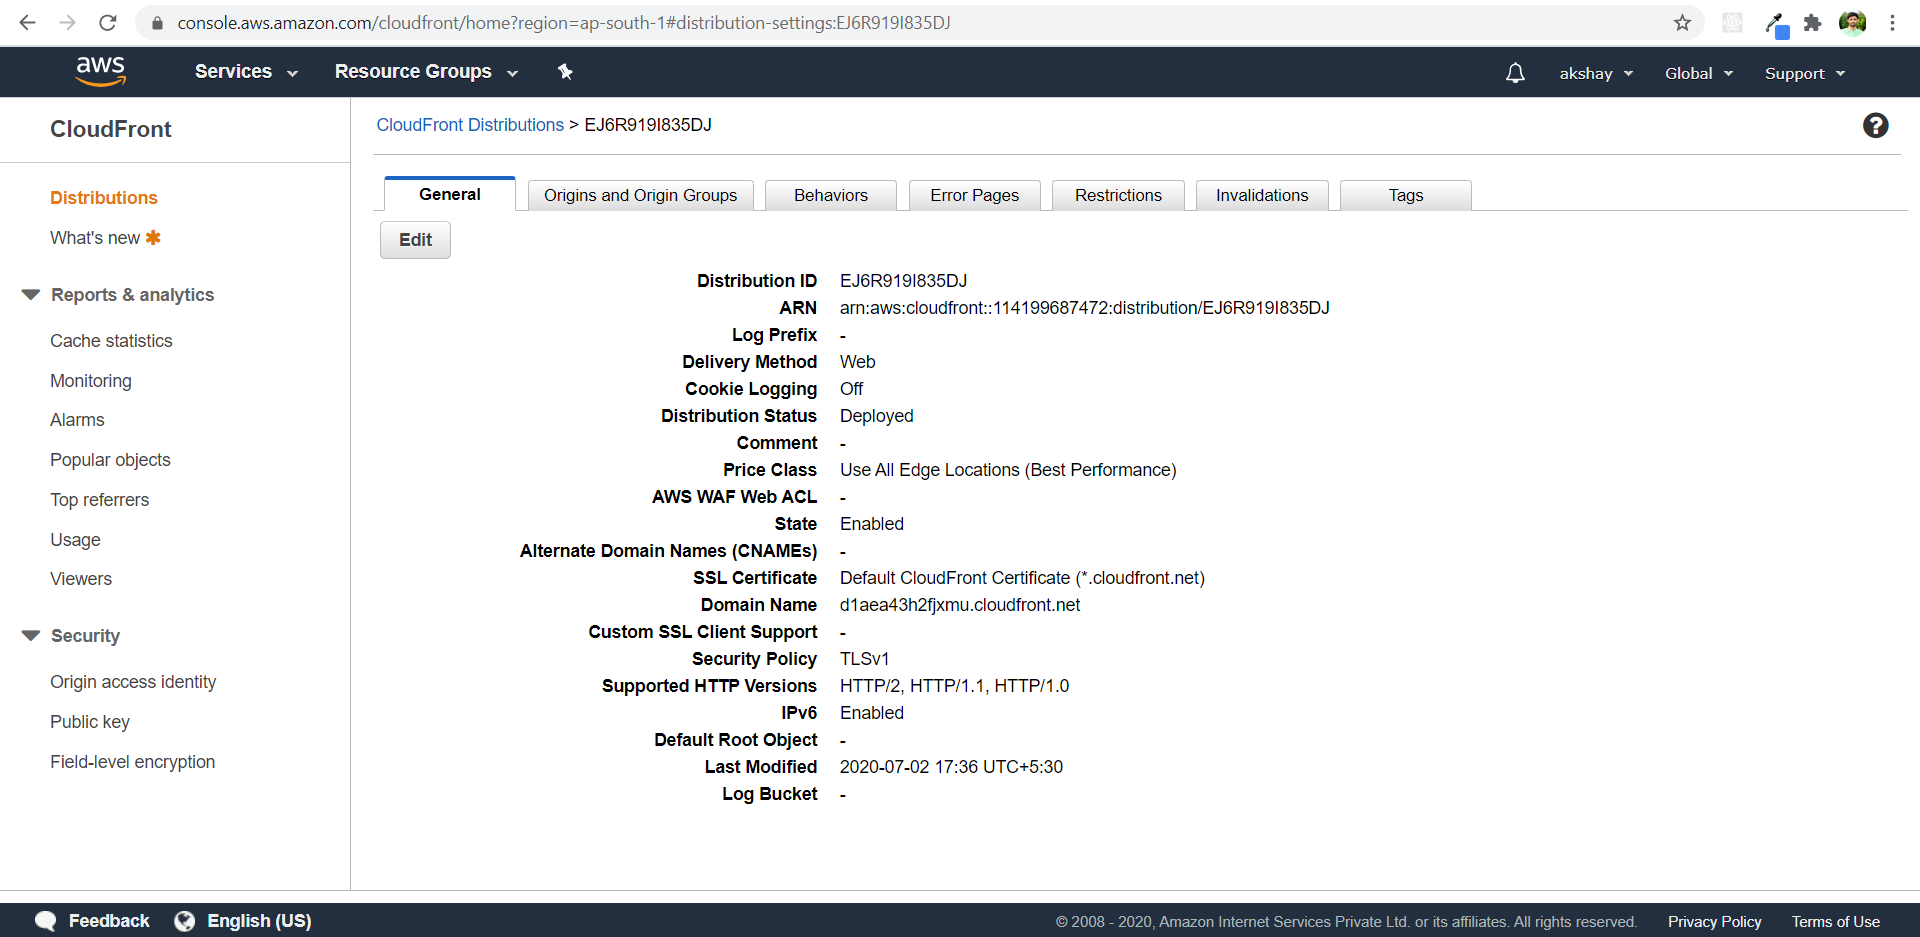 console.aws.amazon.com/cloudfront/home?region=ap-south-1#distribution-settings:EJ6R919I835DJ
aws Services Resource Groups akshay Global Support
CloudFront
CloudFront Distributions > EJ6R919I835DJ
?
General Origins and Origin Groups Behaviors Error Pages Restrictions Invalidations Tags
Edit
Distributions
What's new
Reports & analytics
Cache statistics
Monitoring
Alarms
Popular objects
Top referrers
Usage
Viewers
Security
Origin access identity
Public key
Field-level encryption
Distribution ID EJ6R919I835DJ
ARN arn:aws:cloudfront::114199687472:distribution/EJ6R919I835DJ
Log Prefix -
Delivery Method Web
Cookie Logging Off
Distribution Status Deployed
Comment -
Price Class Use All Edge Locations (Best Performance)
AWS WAF Web ACL -
State Enabled
Alternate Domain Names (CNAMEs) -
SSL Certificate Default CloudFront Certificate (*.cloudfront.net)
Domain Name d1aea43h2fjxmu.cloudfront.net
Custom SSL Client Support -
Security Policy TLSv1
Supported HTTP Versions HTTP/2, HTTP/1.1, HTTP/1.0
IPv6 Enabled
Default Root Object -
Last Modified 2020-07-02 17:36 UTC+5:30
Log Bucket -
Feedback English (US) © 2008 - 2020, Amazon Internet Services Private Ltd. or its affiliates. All rights reserved. Privacy Policy Terms of Use